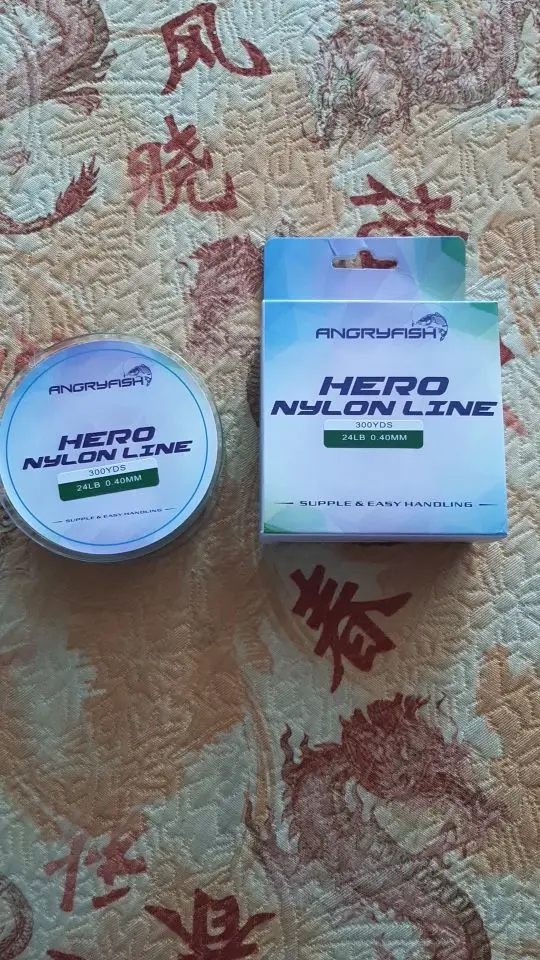 风
晓
花
ANGRYFISH
HERO
NYLON LINE
300YDS
24LB 0.40MM
SUPPLE & EASY HANDLING
ANGRYFISH
HERO
NYLON LINE
300YDS
24LB 0.40MM
SUPPLE & EASY HANDLING
春